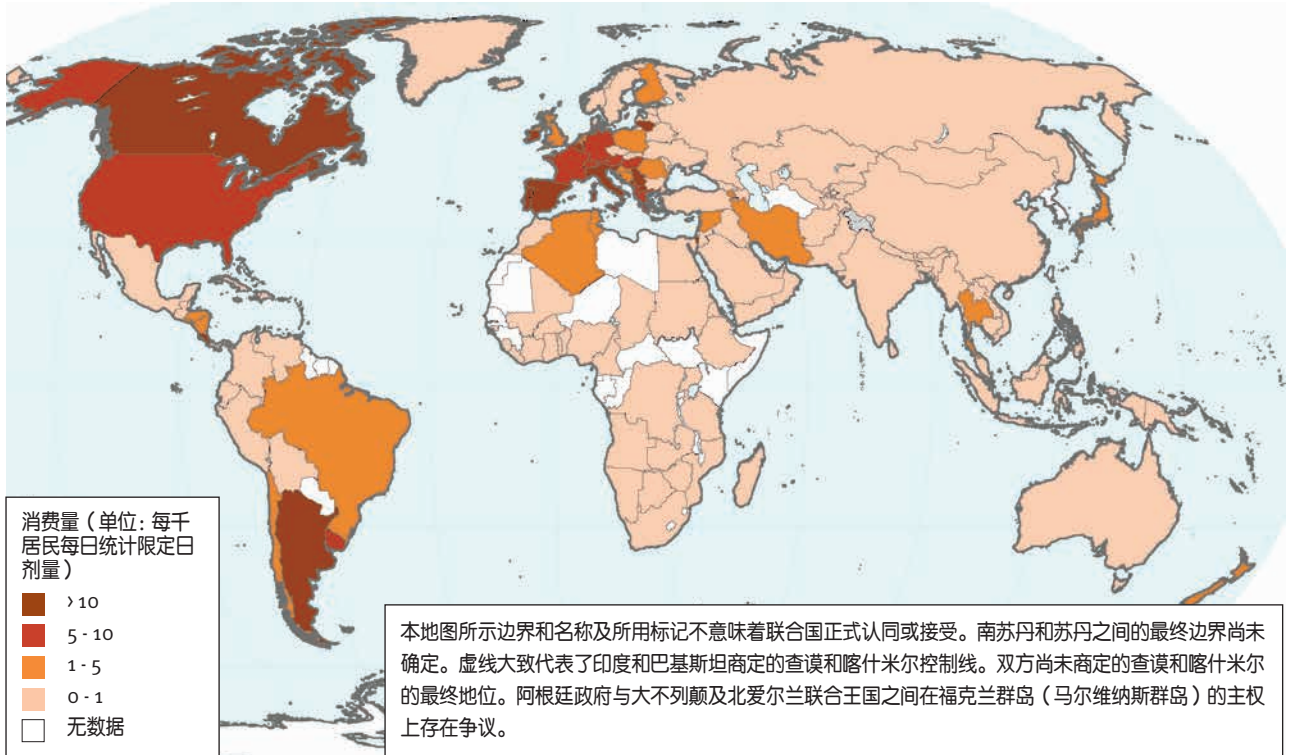 消费量（单位：每千
居民每日统计限定日
剂量）
>10
5 - 10
1 - 5
0 - 1
无数据
本地图所示边界和名称及所用标记不意味着联合国正式认同或接受。南苏丹和苏丹之间的最终边界尚未
确定。虚线大致代表了印度和巴基斯坦商定的查谟和喀什米尔控制线。双方尚未商定的查谟和喀什米尔
的最终地位。阿根廷政府与大不列颠及北爱尔兰联合王国之间在福克兰群岛（马尔维纳斯群岛）的主权
上存在争议。